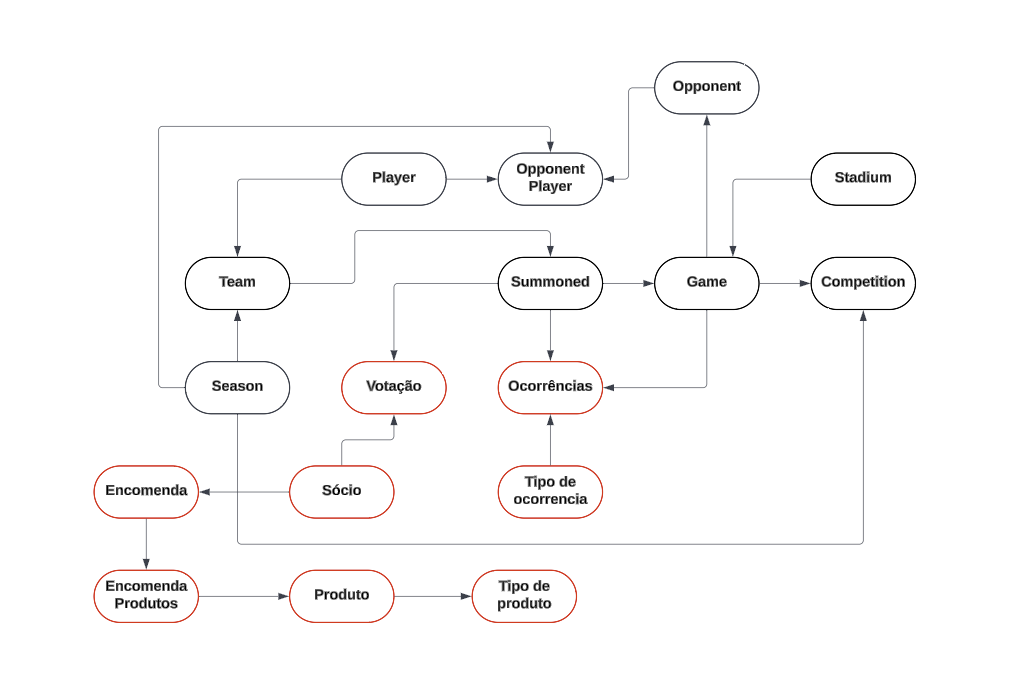 Opponent
Player
Opponent
Player
Stadium
Team
Summoned
Game
Competition
Season
Votação
Ocorrências
Encomenda
Sócio
Tipo de
ocorrencia
Encomenda
Produtos
Produto
Tipo de
produto